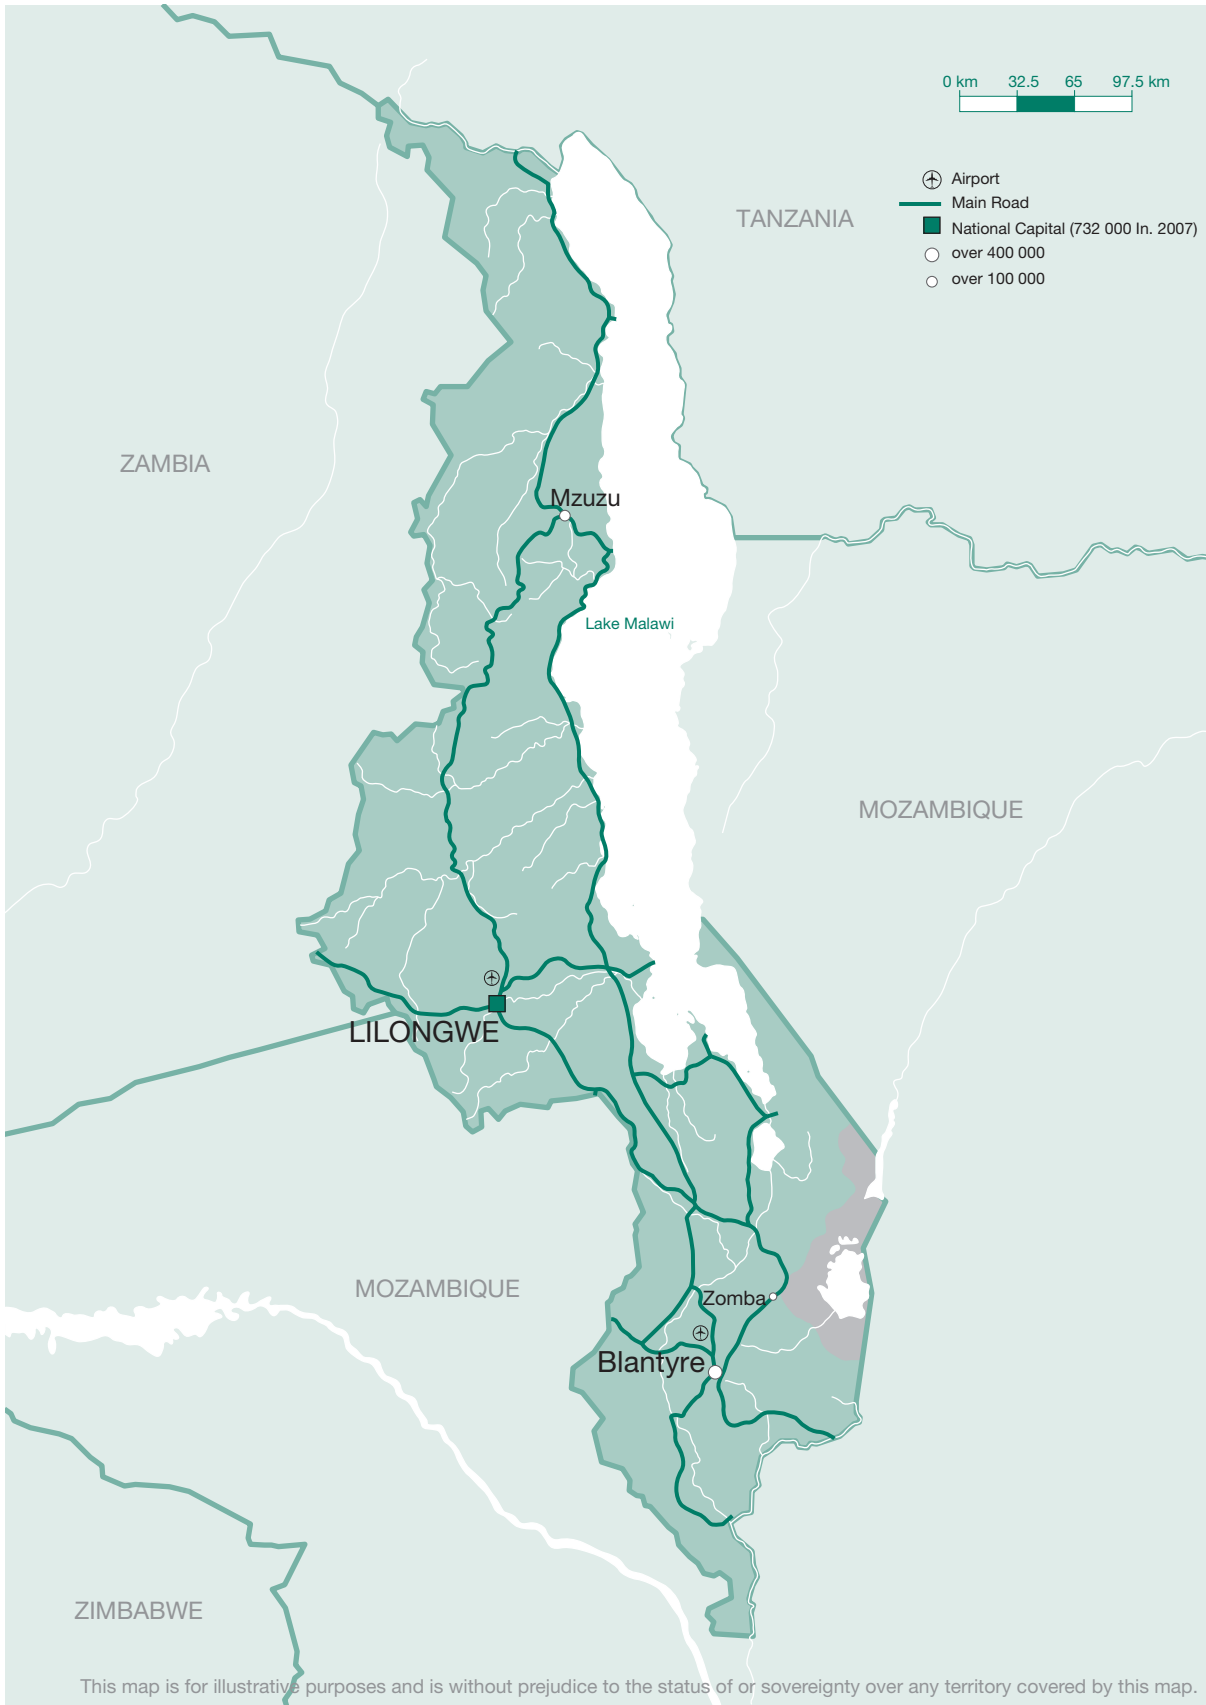 0 km 32.5 65 97.5 km
Airport
Main Road
National Capital (732 000 In. 2007)
over 400 000
over 100 000
TANZANIA
ZAMBIA
Mzuzu
Lake Malawi
MOZAMBIQUE
LILONGWE
MOZAMBIQUE
Zomba
Blantyre
ZIMBABWE
This map is for illustrative purposes and is without prejudice to the status of or sovereignty over any territory covered by this map.